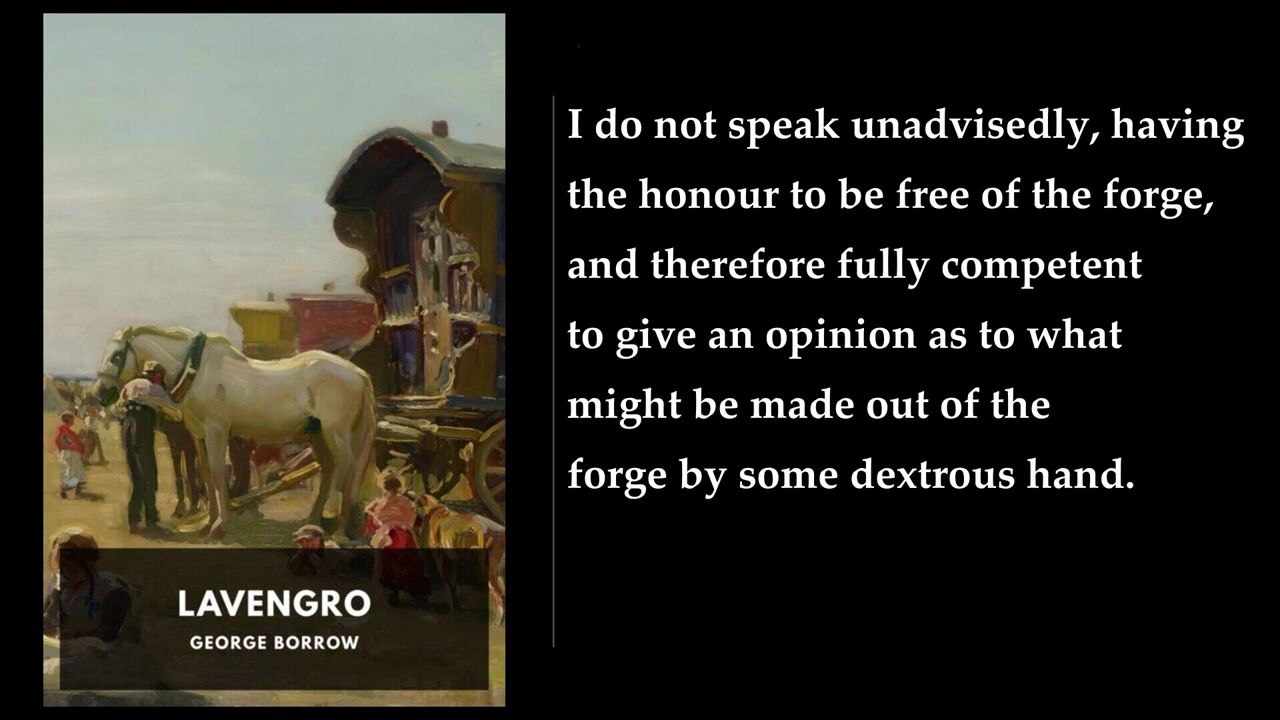 LAVENGRO
GEORGE BORROW
I do not speak unadvisedly, having
the honour to be free of the forge,
and therefore fully competent
to give an opinion as to what
might be made out of the
forge by some dextrous hand.